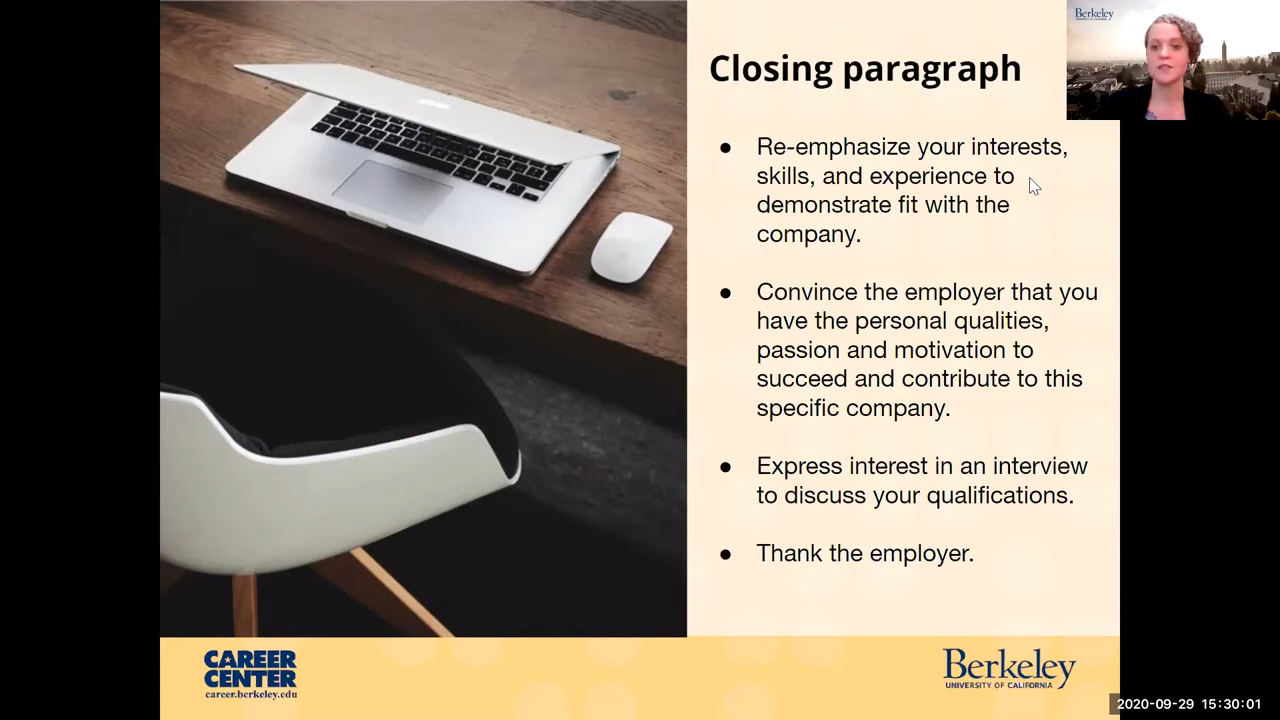 Berkeley
UNIVERSITY OF CALIFORNIA
Closing paragraph
● Re-emphasize your interests,
skills, and experience to
demonstrate fit with the
company.
● Convince the employer that you
have the personal qualities,
passion and motivation to
succeed and contribute to this
specific company.
● Express interest in an interview
to discuss your qualifications.
● Thank the employer.
CAREER
CENTER
career.berkeley.edu
Berkeley
UNIVERSITY OF CALIFORNIA
2020-09-29 15:30:01